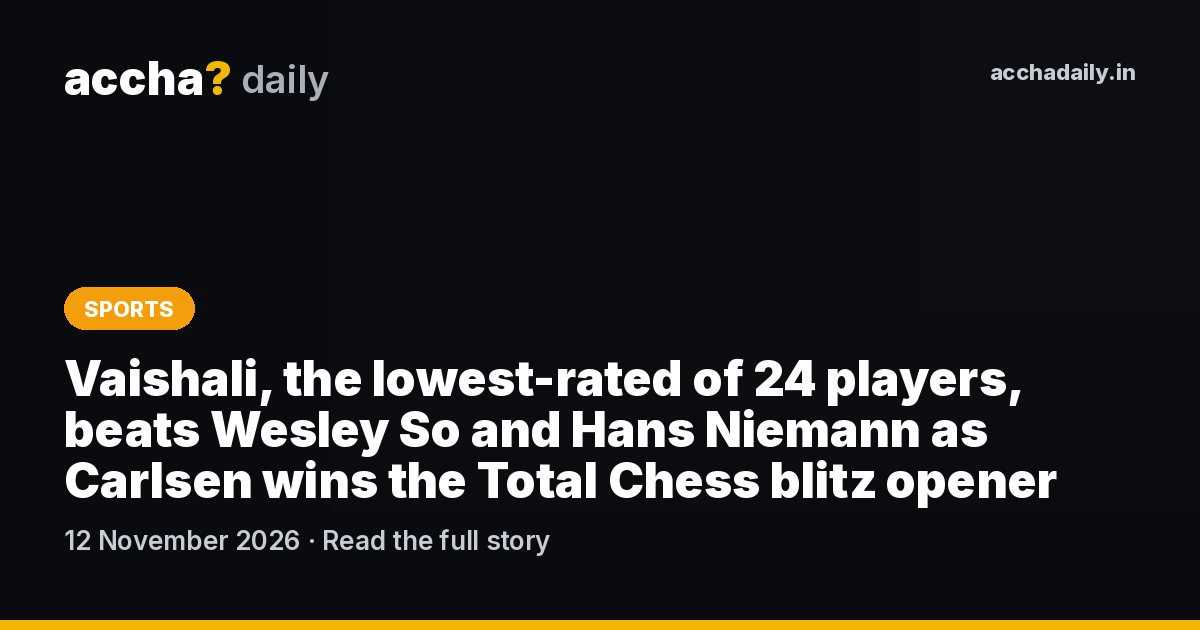 accha? daily
acchadaily.in
SPORTS
Vaishali, the lowest-rated of 24 players,
beats Wesley So and Hans Niemann as
Carlsen wins the Total Chess blitz opener
12 November 2026 · Read the full story